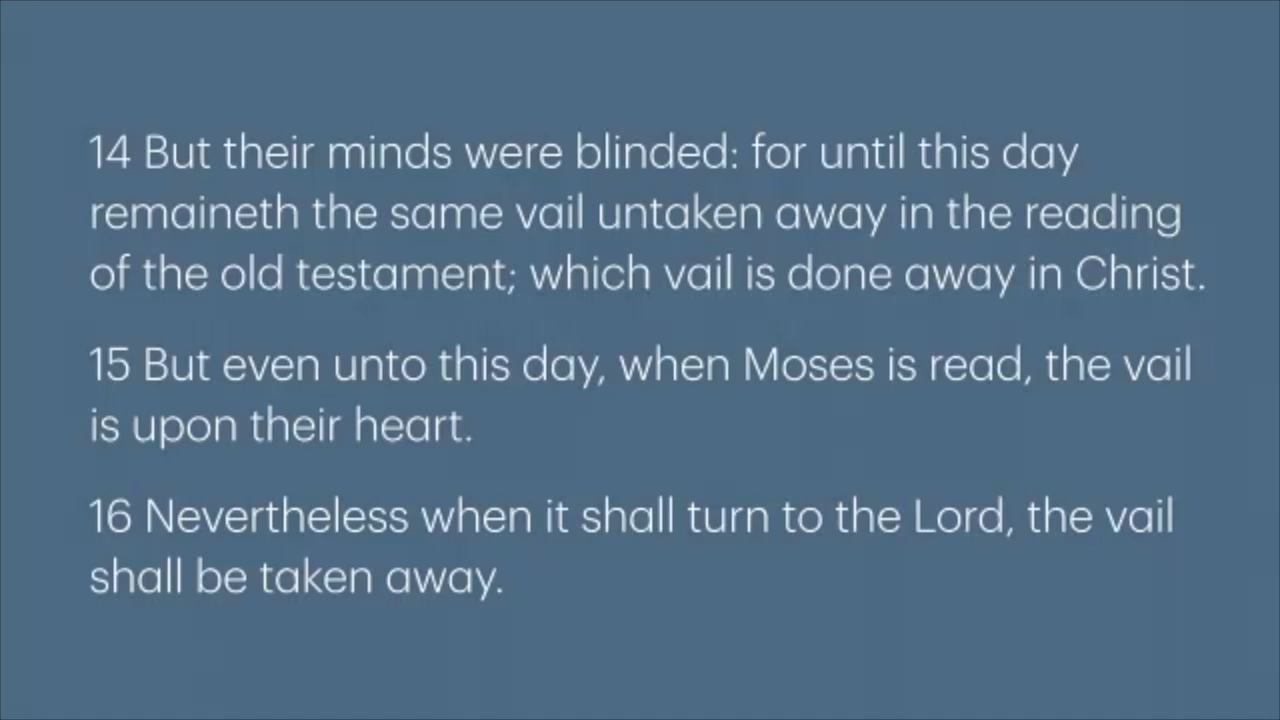 14 But their minds were blinded: for until this day
remaineth the same vail untaken away in the reading
of the old testament; which vail is done away in Christ.
15 But even unto this day, when Moses is read, the vail
is upon their heart.
16 Nevertheless when it shall turn to the Lord, the vail
shall be taken away.